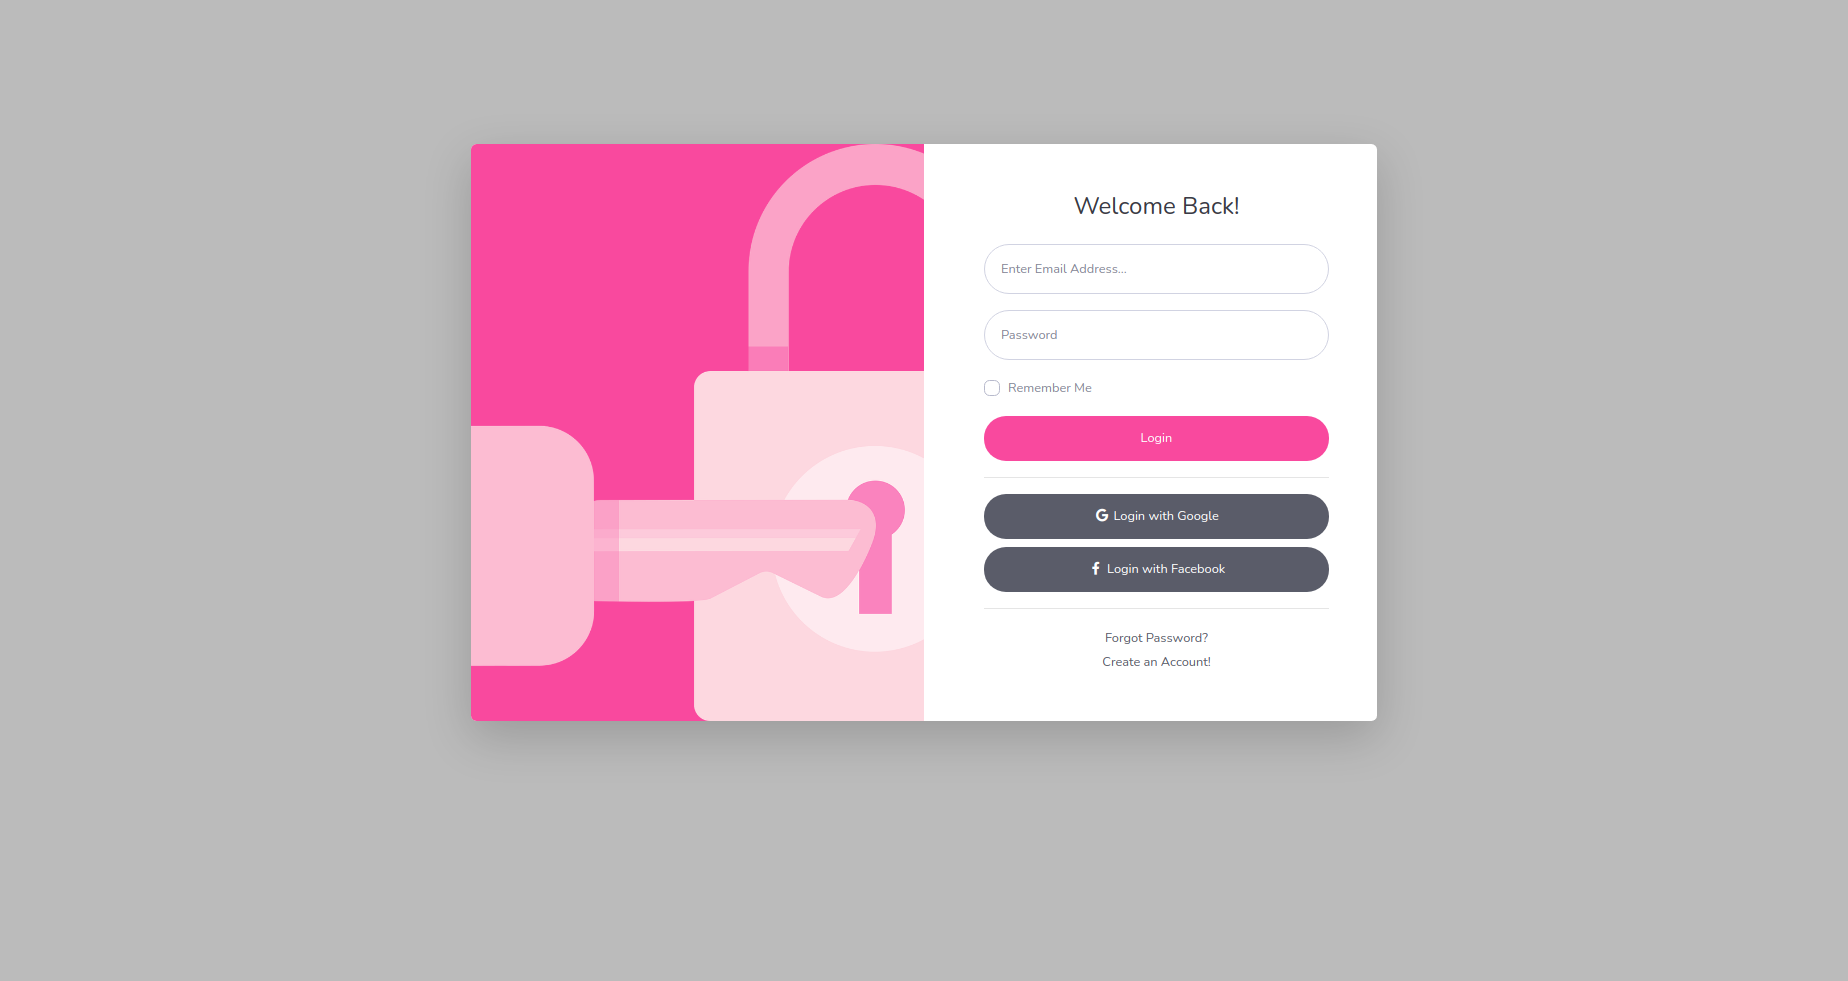 Welcome Back!
Enter Email Address...
Password
Remember Me
Login
Login with Google
Login with Facebook
Forgot Password?
Create an Account!